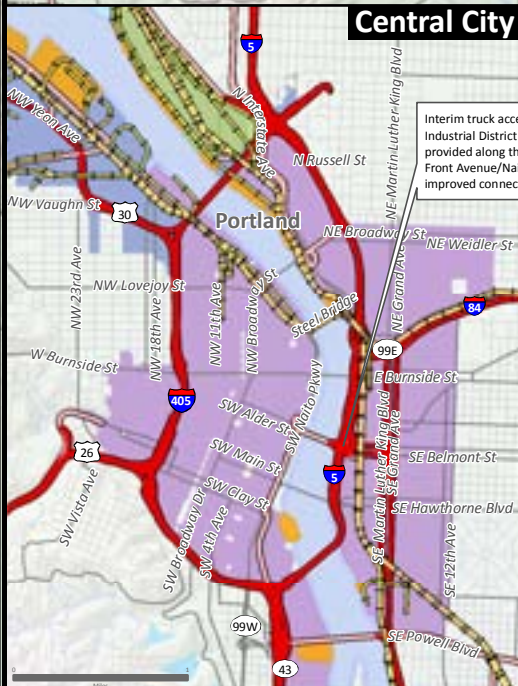 Central City
5
NE Martin Luther King Blvd
N Interstate Ave
NW Yeon Ave
Interim truck acce
Industrial District
provided along th
Front Avenue/Nai
improved connec
N Russell St
NW Vaughn St
30
Portland
NE Broadway St
NE Weidler St
NW 23rd Ave
NW Lovejoy St
NW 18th Ave
NW 11th Ave
NW Broadway St
Steel Bridge
NE Grand Ave
84
99E
W Burnside St
E Burnside St
405
SW Naito Pkwy
SW Alder St
SE Martin Luther King Blvd
SE Grand Ave
26
SW Main St
SE Belmont St
5
SW Vista Ave
SW Clay St
SE Hawthorne Blvd
SW Broadway Dr
SW 4th Ave
SE 12th Ave
99W
SE Powell Blvd
43
0
1
Miles